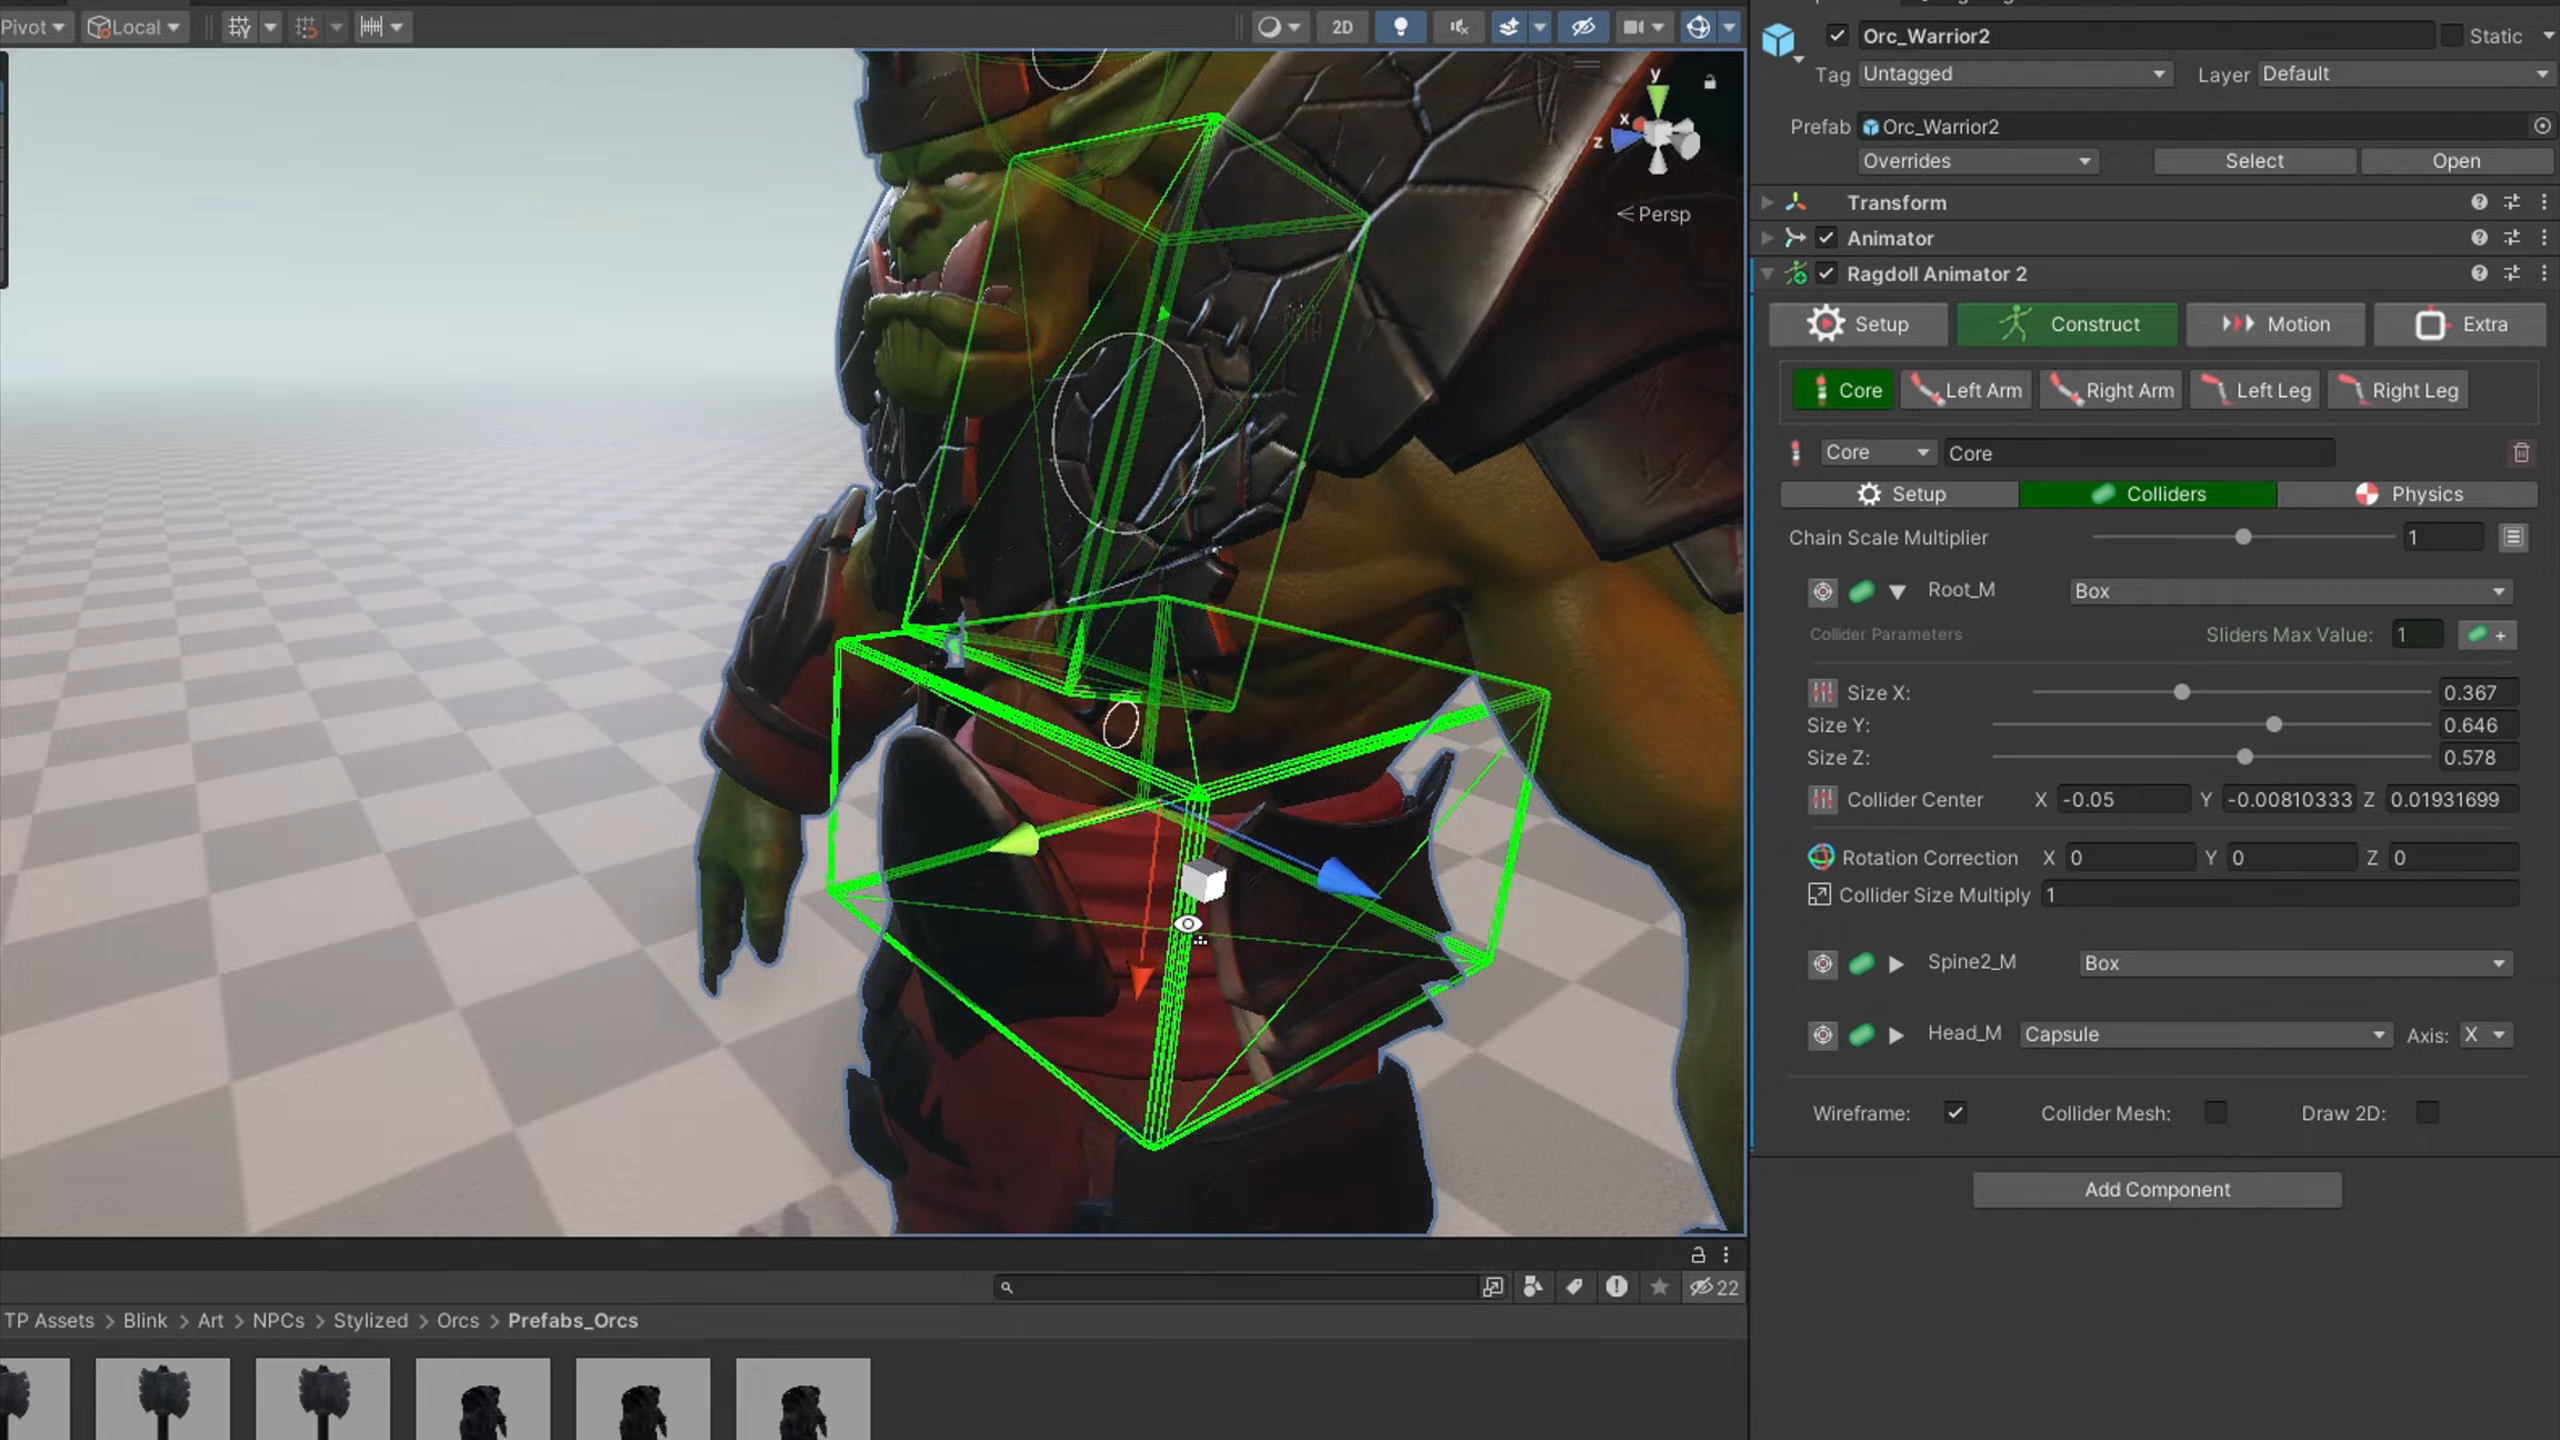 Pivot
Local
2D
y
x
z
Persp
Orc_Warrior2
Static
Tag Untagged
Layer Default
Prefab Orc_Warrior2
Overrides
Select
Open
Transform
Animator
Ragdoll Animator 2
Setup
Construct
Motion
Extra
Core
Left Arm
Right Arm
Left Leg
Right Leg
Core
Core
Setup
Colliders
Physics
Chain Scale Multiplier 1
Root_M Box
Collider Parameters
Sliders Max Value: 1
+
Size X: 0.367
Size Y: 0.646
Size Z: 0.578
Collider Center X -0.05 Y -0.00810333 Z 0.01931699
Rotation Correction X 0 Y 0 Z 0
Collider Size Multiply 1
Spine2_M Box
Head_M Capsule Axis: X
Wireframe: Collider Mesh: Draw 2D:
Add Component
22
TP Assets > Blink > Art > NPCs > Stylized > Orcs > Prefabs_Orcs